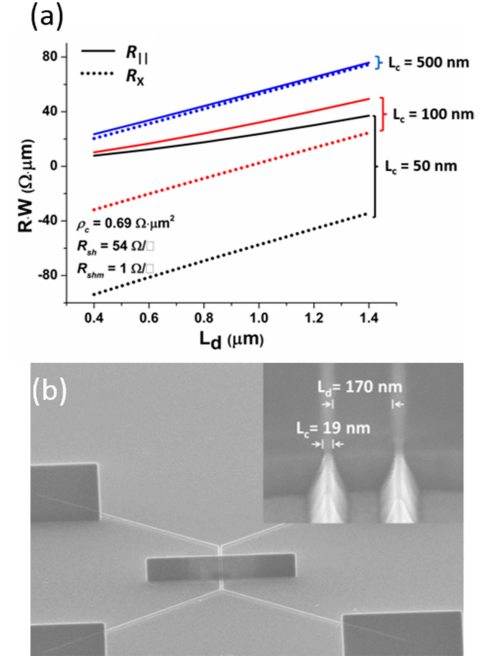 (a)
R||
RX
Lc = 500 nm
Lc = 100 nm
Lc = 50 nm
R·W (Ω·μm)
80
40
0
-40
-80
ρc = 0.69 Ω·μm²
Rsh = 54 Ω/□
Rshm = 1 Ω/□
0.4 0.6 0.8 1.0 1.2 1.4
Ld (μm)
(b)
Ld= 170 nm
Lc= 19 nm